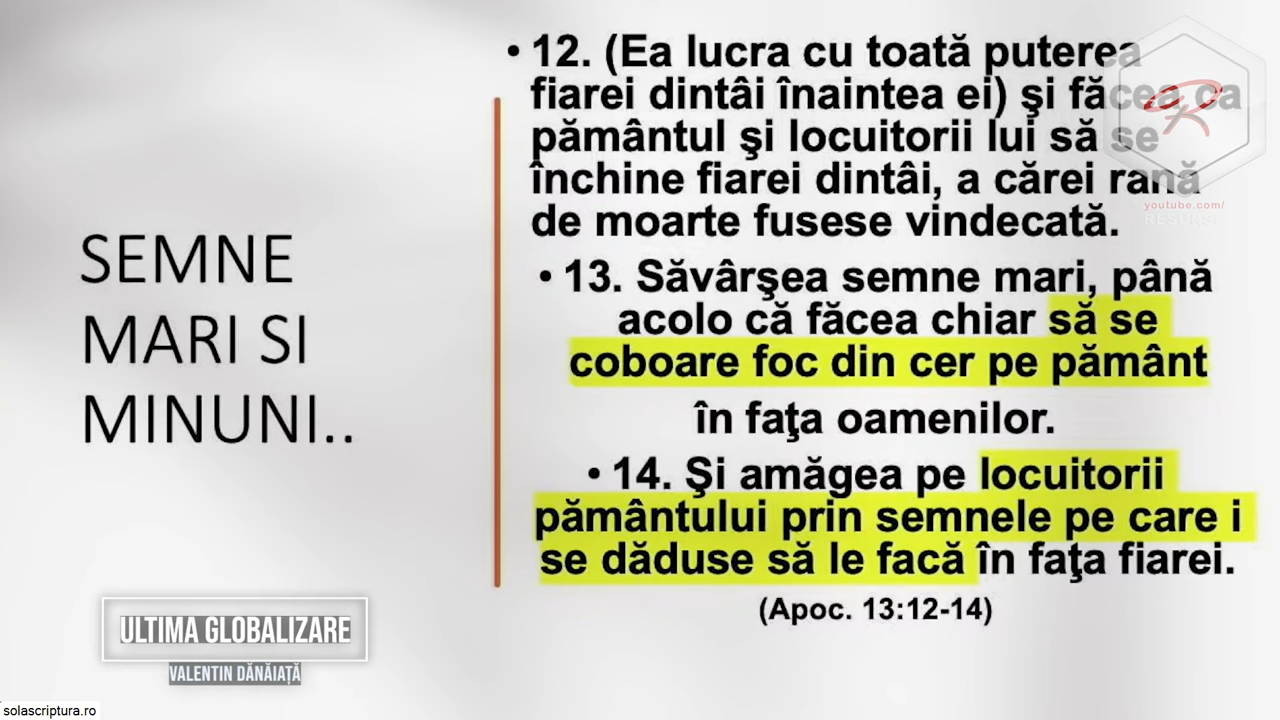 SEMNE
MARI SI
MINUNI..
• 12. (Ea lucra cu toată puterea
fiarei dintâi înaintea ei) şi făcea ca
pământul şi locuitorii lui să se
închine fiarei dintâi, a cărei rană
de moarte fusese vindecată.
• 13. Săvârşea semne mari, până
acolo că făcea chiar să se
coboare foc din cer pe pământ
în faţa oamenilor.
• 14. Şi amăgea pe locuitorii
pământului prin semnele pe care i
se dăduse să le facă în faţa fiarei.
(Apoc. 13:12-14)
R
youtube.com/
ULTIMA GLOBALIZARE
VALENTIN DĂNĂIAȚĂ
solascriptura.ro